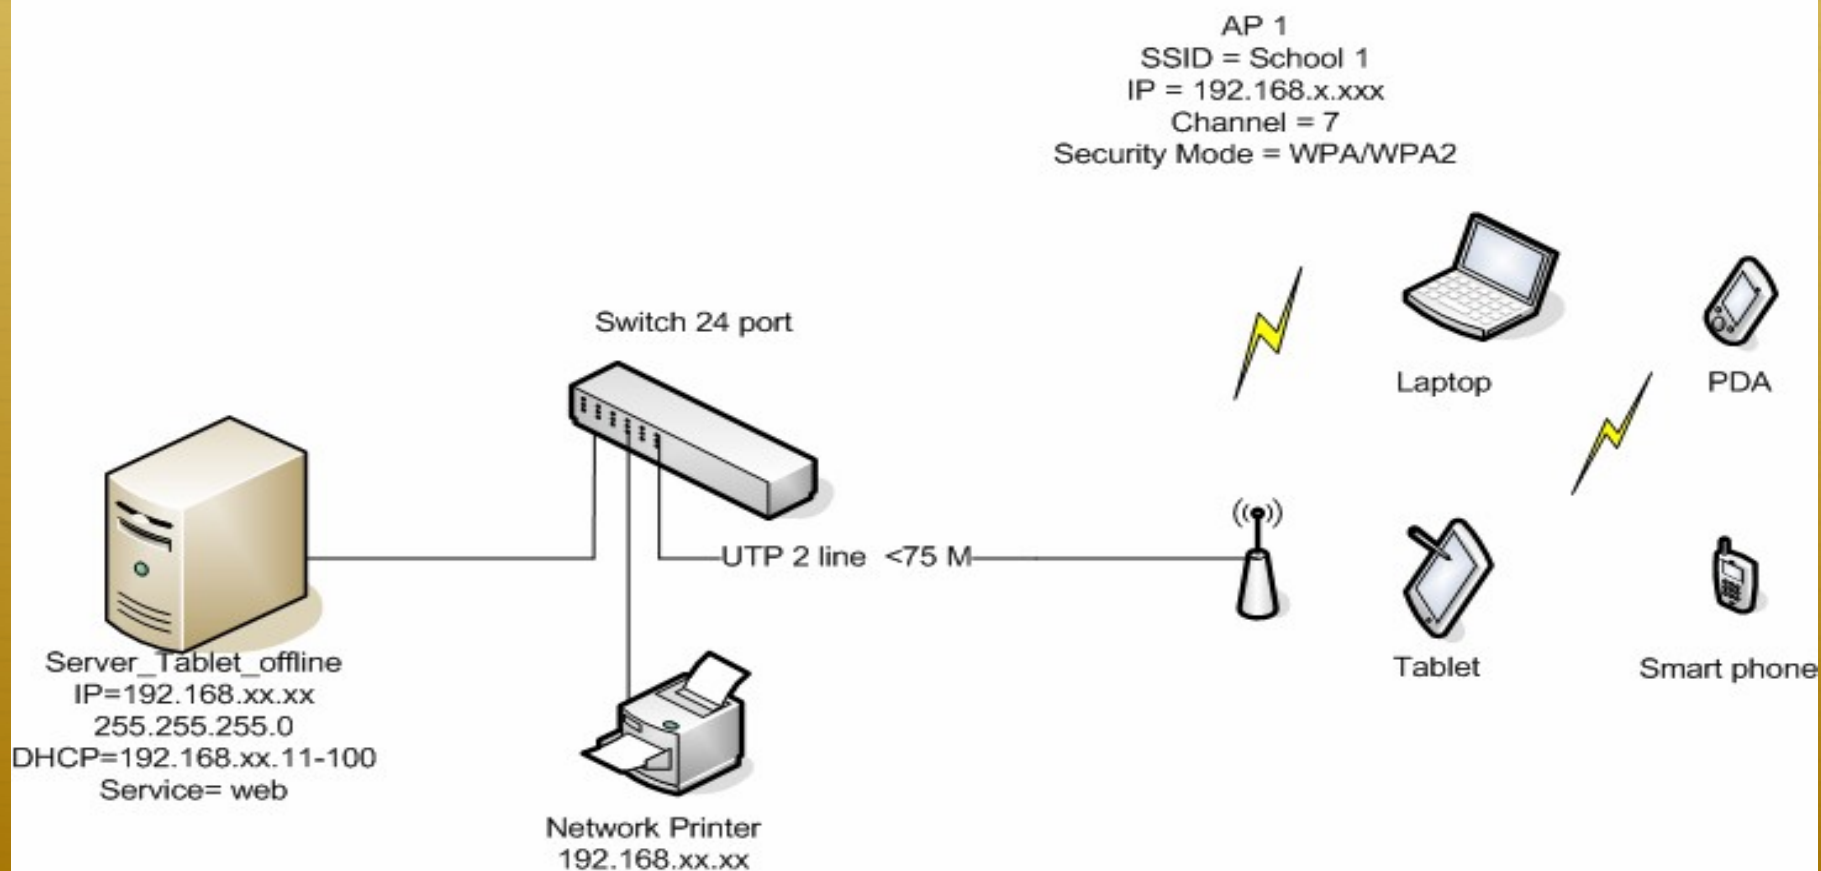 AP 1
SSID = School 1
IP = 192.168.x.xxx
Channel = 7
Security Mode = WPA/WPA2
Switch 24 port
Laptop
PDA
UTP 2 line  <75 M
Server_Tablet_offline
IP=192.168.xx.xx
255.255.255.0
DHCP=192.168.xx.11-100
Service= web
Tablet
Smart phone
Network Printer
192.168.xx.xx